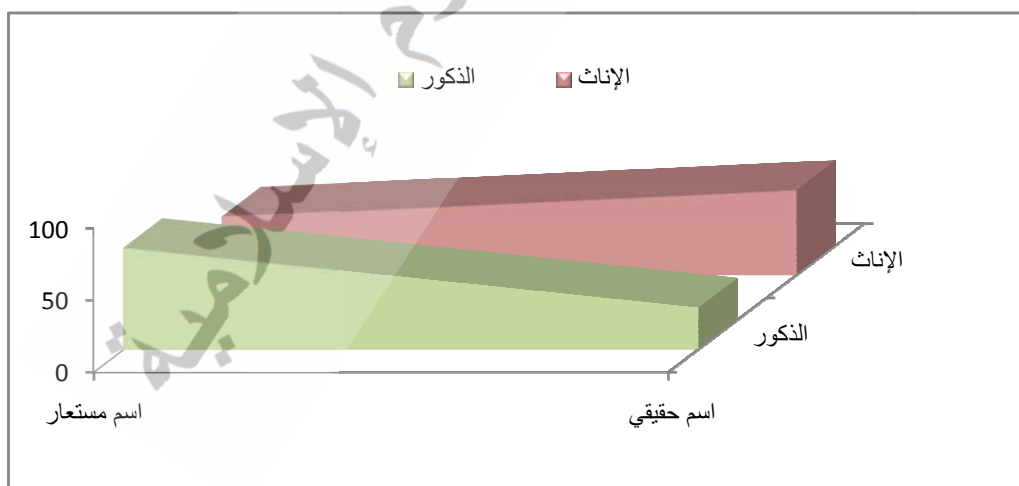 الذكور
الإناث
100
50
0
الإناث
الذكور
اسم مستعار
اسم حقيقي